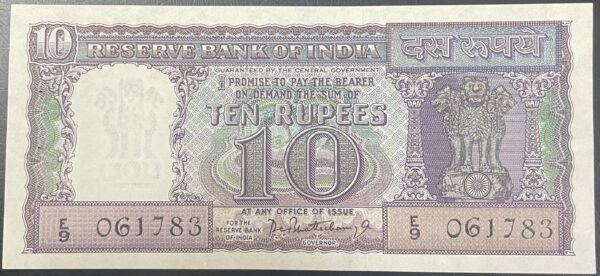 10
RESERVE BANK OF INDIA
दस रूपये
GUARANTEED BY THE CENTRAL GOVERNMENT
I PROMISE TO PAY THE BEARER
ON DEMAND THE SUM OF
TEN RUPEES
10
AT ANY OFFICE OF ISSUE
FOR THE
RESERVE BANK
OF INDIA
GOVERNOR
E/9 061783
E/9 061783